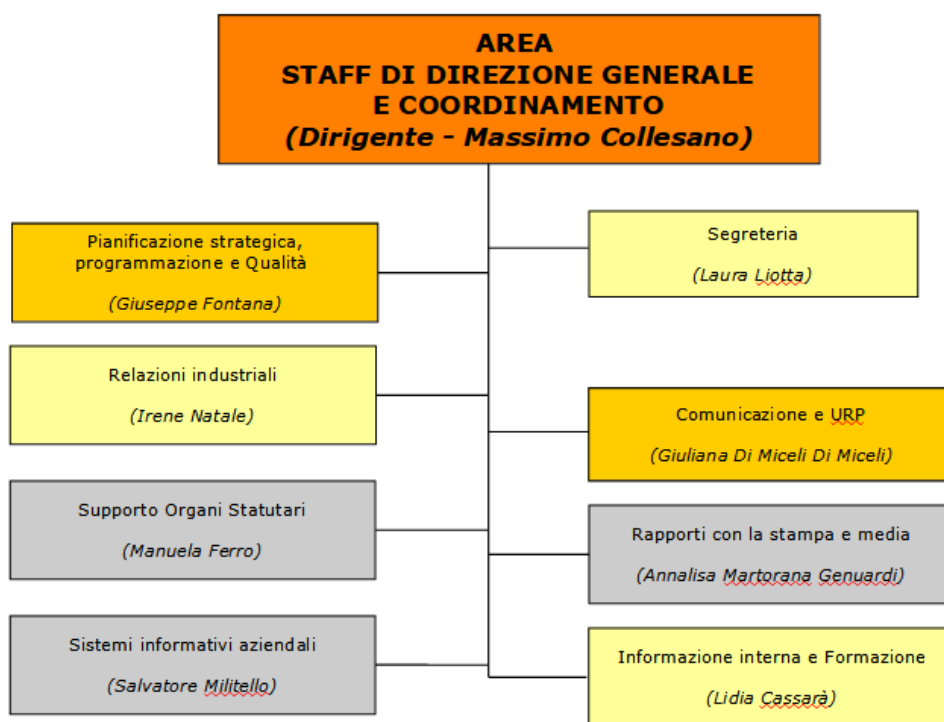 AREA
STAFF DI DIREZIONE GENERALE
E COORDINAMENTO
(Dirigente - Massimo Collesano)
Pianificazione strategica,
programmazione e Qualità
(Giuseppe Fontana)
Segreteria
(Laura Liotta)
Relazioni industriali
(Irene Natale)
Comunicazione e URP
(Giuliana Di Miceli Di Miceli)
Supporto Organi Statutari
(Manuela Ferro)
Rapporti con la stampa e media
(Annalisa Martorana Genuardi)
Sistemi informativi aziendali
(Salvatore Militello)
Informazione interna e Formazione
(Lidia Cassarà)